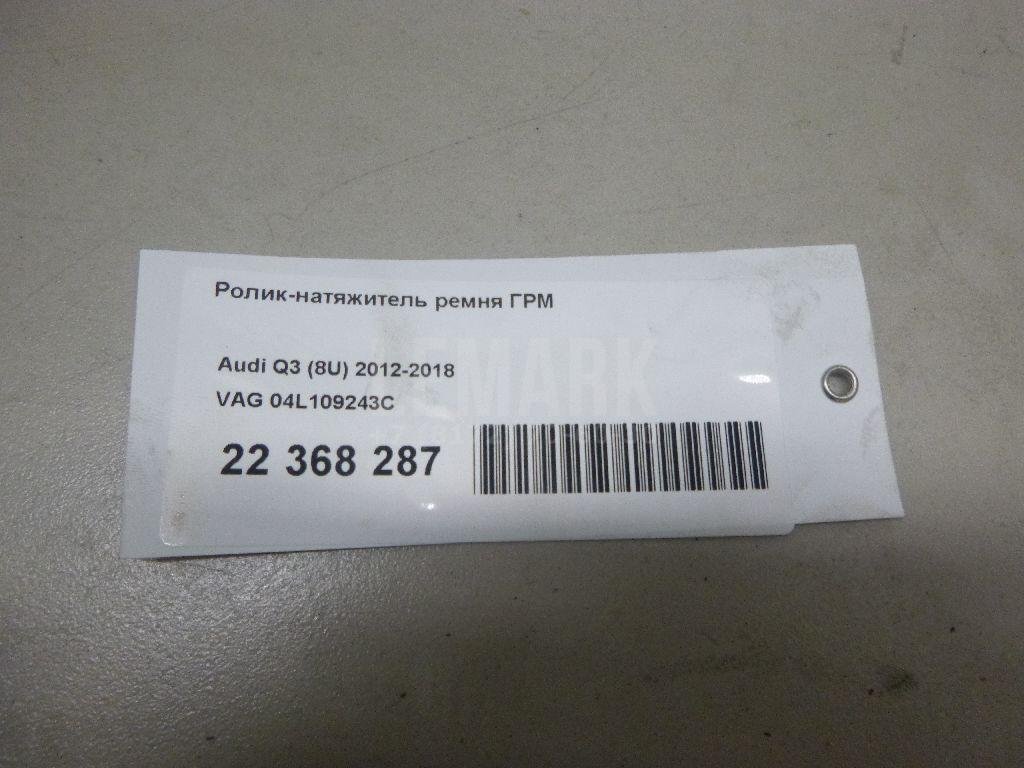 Ролик-натяжитель ремня ГРМ
Audi Q3 (8U) 2012-2018
VAG 04L109243C
22 368 287